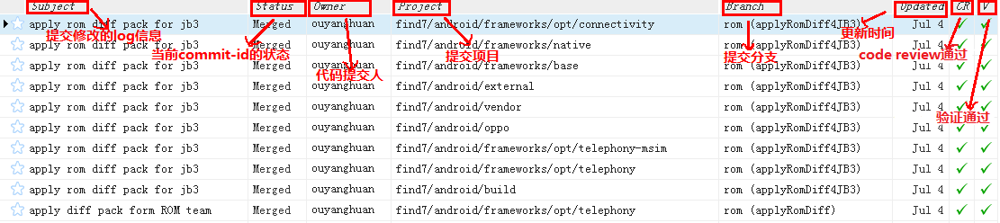 Subject Status Owner Project Branch Updated CR V
apply rom diff pack for jb3 Merged ouyanghuan find7/android/frameworks/opt/connectivity rom (applyRomDiff4JB3) Jul 4 ✓ ✓
提交修改的log信息 更新时间
apply rom diff pack for jb3 Merged ouyanghuan find7/android/frameworks/native rom (applyRomDiff4JB3) Jul 4 ✓ ✓
当前commit-id的状态 提交项目 提交分支 code review通过
apply rom diff pack for jb3 Merged ouyanghuan find7/android/frameworks/base rom (applyRomDiff4JB3) Jul 4 ✓ ✓
代码提交人
apply rom diff pack for jb3 Merged ouyanghuan find7/android/external rom (applyRomDiff4JB3) Jul 4 ✓ ✓
apply rom diff pack for jb3 Merged ouyanghuan find7/android/vendor rom (applyRomDiff4JB3) Jul 4 ✓ ✓
验证通过
apply rom diff pack for jb3 Merged ouyanghuan find7/android/oppo rom (applyRomDiff4JB3) Jul 4 ✓ ✓
apply rom diff pack for jb3 Merged ouyanghuan find7/android/frameworks/opt/telephony-msim rom (applyRomDiff4JB3) Jul 4 ✓ ✓
apply rom diff pack for jb3 Merged ouyanghuan find7/android/frameworks/opt/telephony rom (applyRomDiff4JB3) Jul 4 ✓ ✓
apply rom diff pack for jb3 Merged ouyanghuan find7/android/build rom (applyRomDiff4JB3) Jul 4 ✓ ✓
apply diff pack form ROM team Merged ouyanghuan find7/android/frameworks/opt/telephony rom (applyRomDiff) Jul 4 ✓ ✓